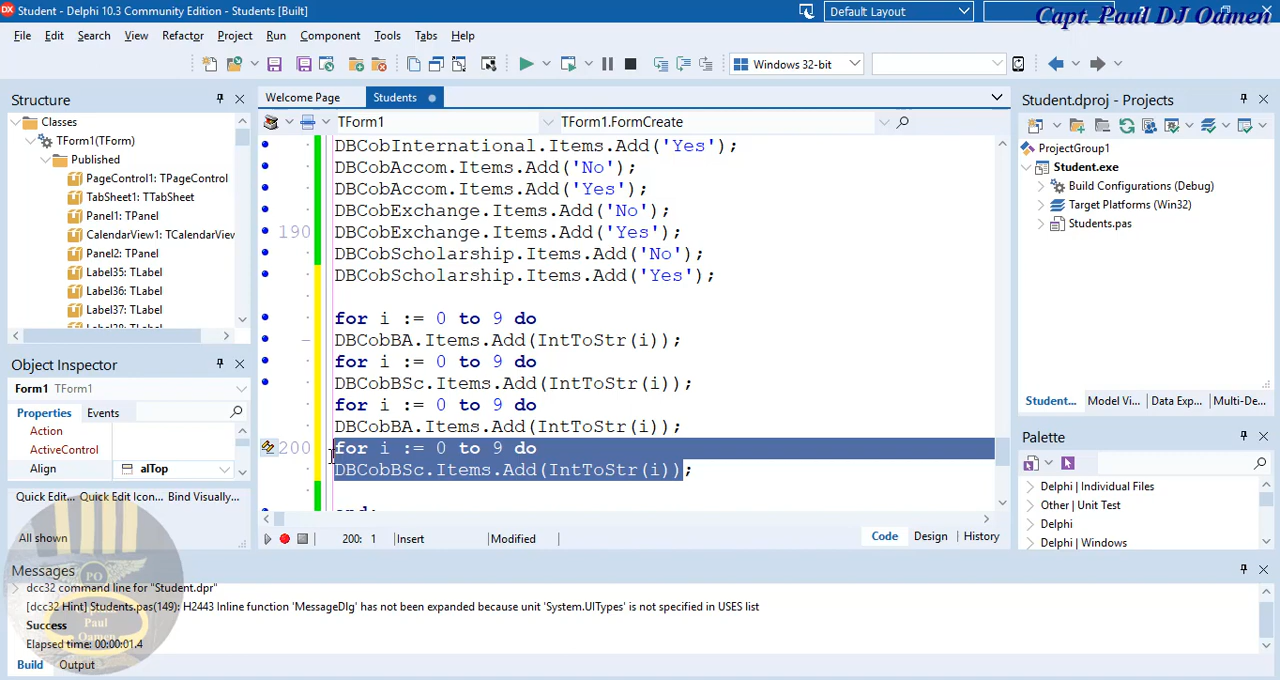 Student - Delphi 10.3 Community Edition - Students [Built]
Default Layout
Capt. Paul DJ Oamen
File Edit Search View Refactor Project Run Component Tools Tabs Help
Windows 32-bit
Structure
Classes
TForm1(TForm)
Published
PageControl1: TPageControl
TabSheet1: TTabSheet
Panel1: TPanel
CalendarView1: TCalendarView
Panel2: TPanel
Label35: TLabel
Label36: TLabel
Label37: TLabel
Label38: TLabel
Object Inspector
Form1 TForm1
Properties Events
Action
ActiveControl
Align alTop
Quick Edit... Quick Edit Icon... Bind Visually...
All shown
Welcome Page Students
TForm1 TForm1.FormCreate
DBCobInternational.Items.Add('Yes');
DBCobAccom.Items.Add('No');
DBCobAccom.Items.Add('Yes');
DBCobExchange.Items.Add('No');
190 DBCobExchange.Items.Add('Yes');
DBCobScholarship.Items.Add('No');
DBCobScholarship.Items.Add('Yes');
for i := 0 to 9 do
DBCobBA.Items.Add(IntToStr(i));
for i := 0 to 9 do
DBCobBSc.Items.Add(IntToStr(i));
for i := 0 to 9 do
DBCobBA.Items.Add(IntToStr(i));
200 for i := 0 to 9 do
DBCobBSc.Items.Add(IntToStr(i));
end;
200: 1 Insert Modified
Code Design History
Student.dproj - Projects
ProjectGroup1
Student.exe
Build Configurations (Debug)
Target Platforms (Win32)
Students.pas
Student... Model Vi... Data Exp... Multi-De...
Palette
Delphi | Individual Files
Other | Unit Test
Delphi
Delphi | Windows
Messages
dcc32 command line for "Student.dpr"
[dcc32 Hint] Students.pas(149): H2443 Inline function 'MessageDlg' has not been expanded because unit 'System.UITypes' is not specified in USES list
Success
Elapsed time: 00:00:01.4
Build Output
PO
Captain
Paul
Oamen